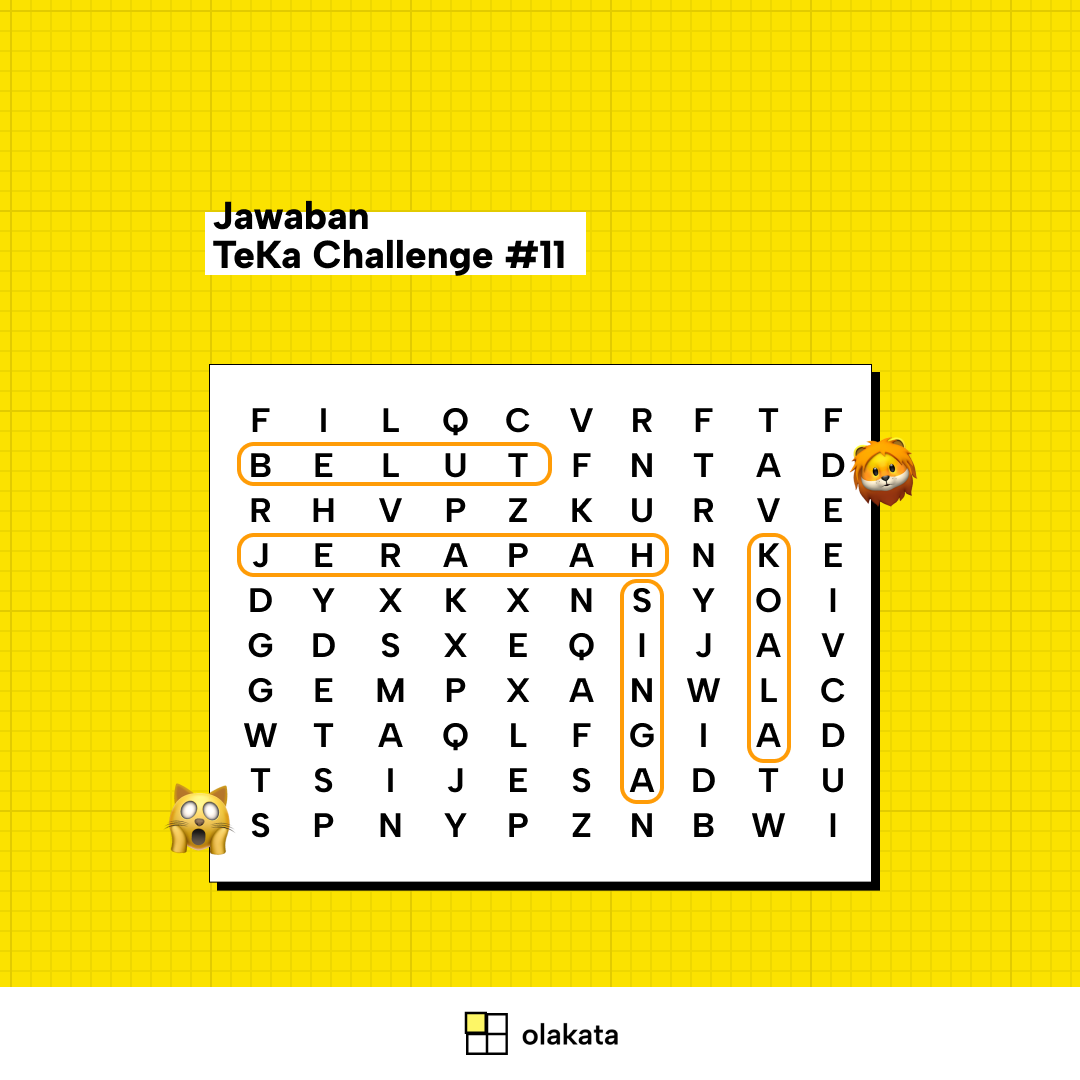 Jawaban
TeKa Challenge #11
F I L Q C V R F T F
B E L U T F N T A D
R H V P Z K U R V E
J E R A P A H N K E
D Y X K X N S Y O I
G D S X E Q I J A V
G E M P X A N W L C
W T A Q L F G I A D
T S I J E S A D T U
S P N Y P Z N B W I
olakata